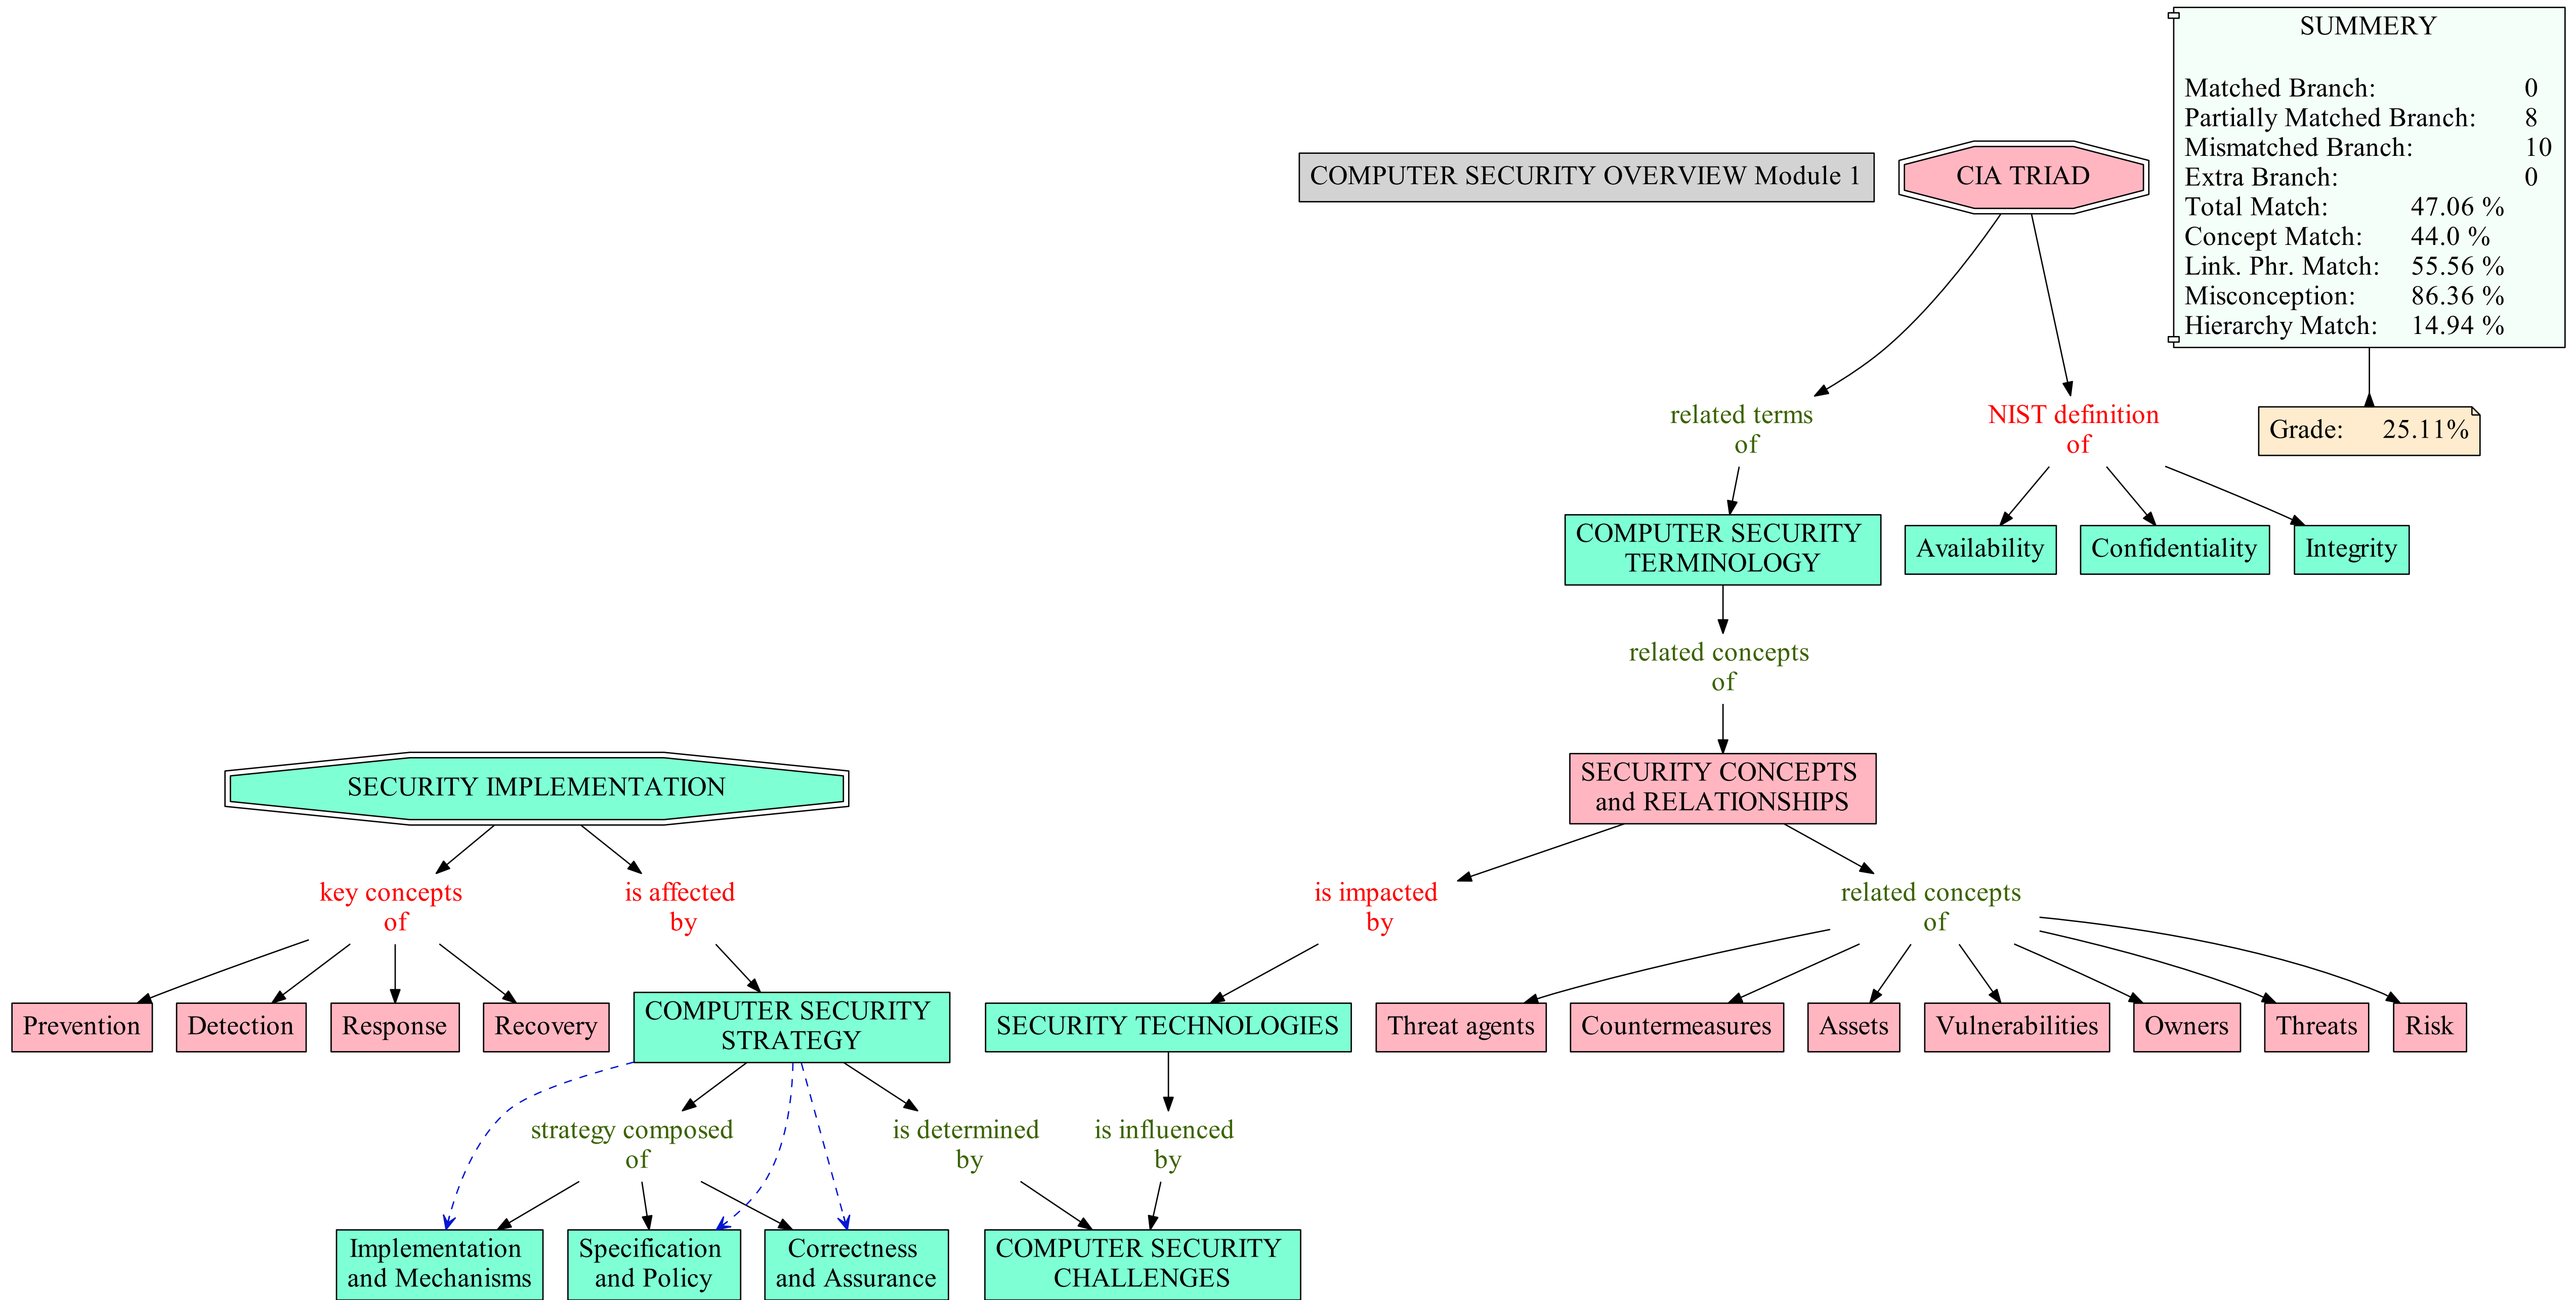 SUMMERY
Matched Branch: 0
Partially Matched Branch: 8
Mismatched Branch: 10
Extra Branch: 0
Total Match: 47.06 %
Concept Match: 44.0 %
Link. Phr. Match: 55.56 %
Misconception: 86.36 %
Hierarchy Match: 14.94 %
Grade: 25.11%
COMPUTER SECURITY OVERVIEW Module 1
CIA TRIAD
related terms
of
NIST definition
of
COMPUTER SECURITY
TERMINOLOGY
Availability
Confidentiality
Integrity
related concepts
of
SECURITY IMPLEMENTATION
SECURITY CONCEPTS
and RELATIONSHIPS
key concepts
of
is affected
by
is impacted
by
related concepts
of
Prevention
Detection
Response
Recovery
COMPUTER SECURITY
STRATEGY
SECURITY TECHNOLOGIES
Threat agents
Countermeasures
Assets
Vulnerabilities
Owners
Threats
Risk
strategy composed
of
is determined
by
is influenced
by
Implementation
and Mechanisms
Specification
and Policy
Correctness
and Assurance
COMPUTER SECURITY
CHALLENGES